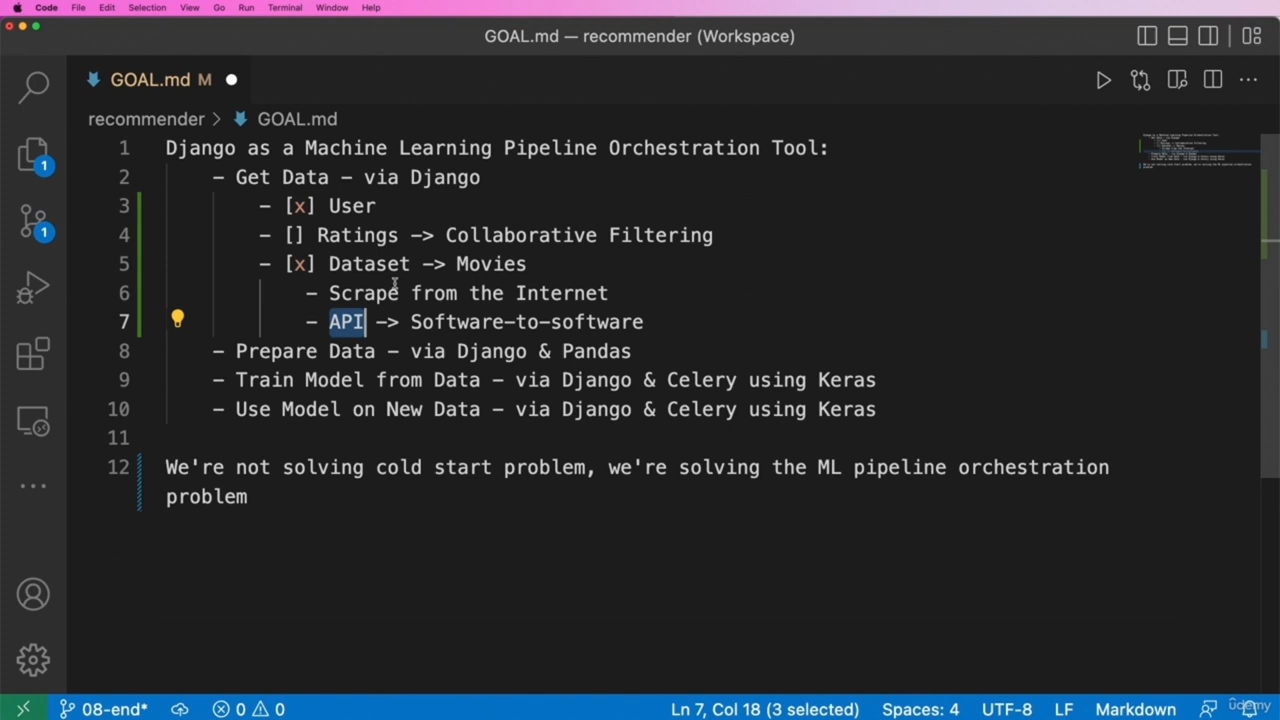 Code File Edit Selection View Go Run Terminal Window Help
GOAL.md — recommender (Workspace)
GOAL.md M
recommender > GOAL.md
1 Django as a Machine Learning Pipeline Orchestration Tool:
2 - Get Data - via Django
3 - [x] User
4 - [] Ratings -> Collaborative Filtering
5 - [x] Dataset -> Movies
6 - Scrape from the Internet
7 - API -> Software-to-software
8 - Prepare Data - via Django & Pandas
9 - Train Model from Data - via Django & Celery using Keras
10 - Use Model on New Data - via Django & Celery using Keras
11
12 We're not solving cold start problem, we're solving the ML pipeline orchestration
problem
1
1
08-end* 0 0 Ln 7, Col 18 (3 selected) Spaces: 4 UTF-8 LF Markdown
udemy